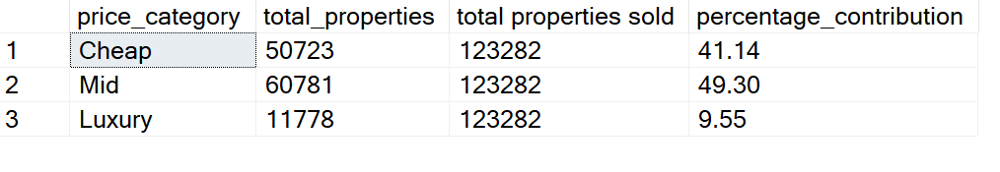 price_category total_properties total properties sold percentage_contribution
1 Cheap 50723 123282 41.14
2 Mid 60781 123282 49.30
3 Luxury 11778 123282 9.55